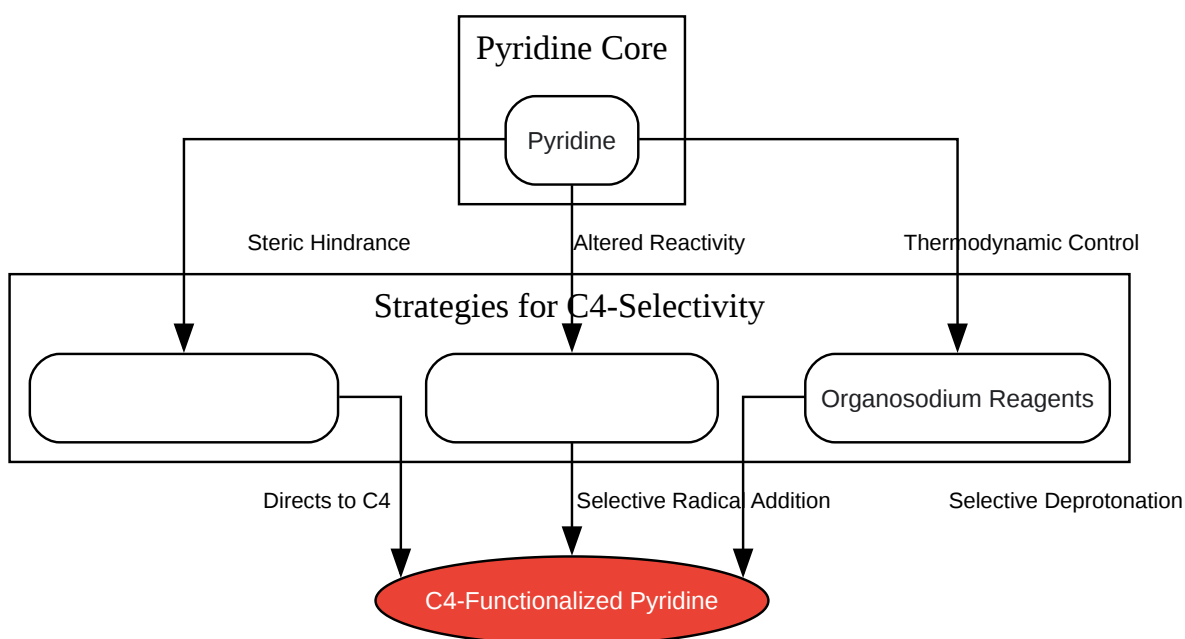 Pyridine Core
Pyridine
Steric Hindrance
Altered Reactivity
Thermodynamic Control
Strategies for C4-Selectivity
Organosodium Reagents
Directs to C4
Selective Radical Addition
Selective Deprotonation
C4-Functionalized Pyridine